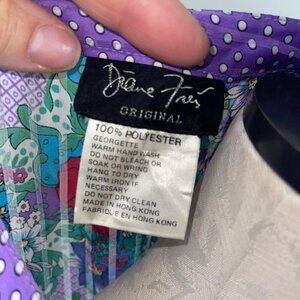 Diane Freis
ORIGINAL
100% POLYESTER
GEORGETTE
WARM HAND WASH
DO NOT BLEACH OR
SOAK OR WRING
HANG TO DRY
WARM IRON IF
NECESSARY
DO NOT DRY CLEAN
MADE IN HONG KONG
FABRIQUE EN HONG KONG